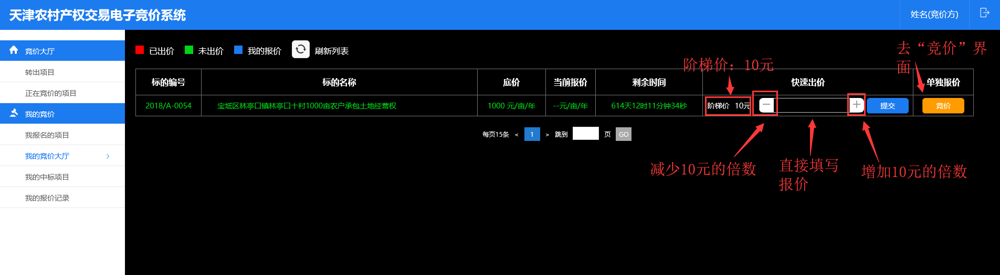 天津农村产权交易电子竞价系统
姓名(竞价方)
竞价大厅
转出项目
正在竞价的项目
我的竞价
我报名的项目
我的竞价大厅
我的中标项目
我的报价记录
已出价 未出价 我的报价 刷新列表
去“竞价”界
面
阶梯价：10元
标的编号 标的名称 底价 当前报价 剩余时间 快速出价 单独报价
2018/A-0054 宝坻区林亭口镇林亭口十村1000亩农户承包土地经营权 1000 元/亩/年 --元/亩/年 614天12时11分钟34秒 阶梯价 10元 提交 竞价
每页15条 < 1 > 跳到 页 GO
减少10元的倍数
直接填写
报价
增加10元的倍数